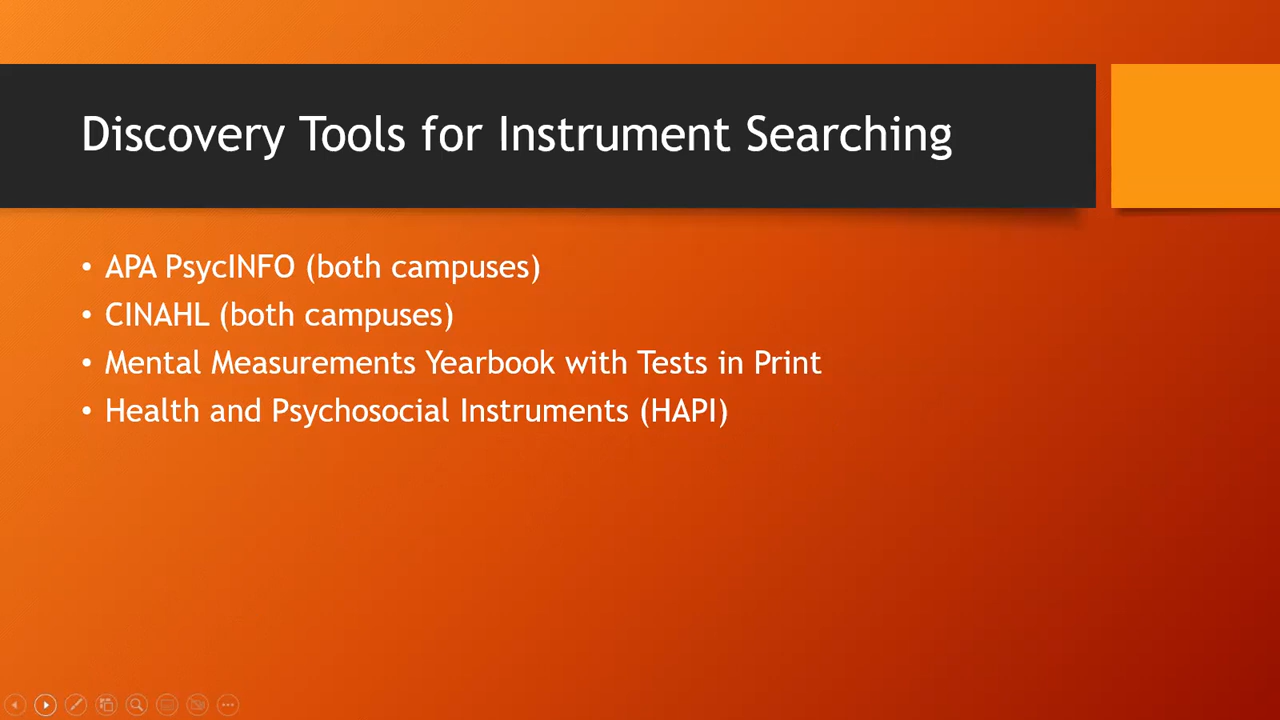 Discovery Tools for Instrument Searching
• APA PsycINFO (both campuses)
• CINAHL (both campuses)
• Mental Measurements Yearbook with Tests in Print
• Health and Psychosocial Instruments (HAPI)